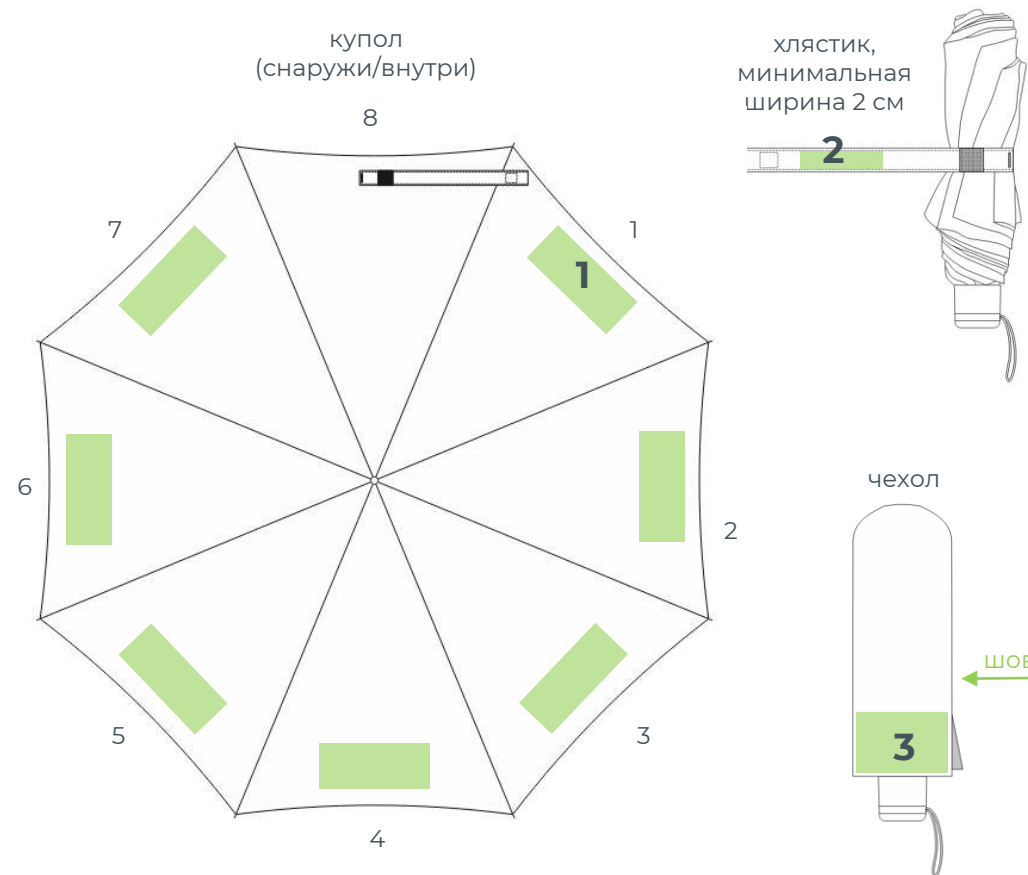 купол
(снаружи/внутри)
8
7
1
1
6
2
5
3
4
хлястик,
минимальная
ширина 2 см
2
чехол
шов
3